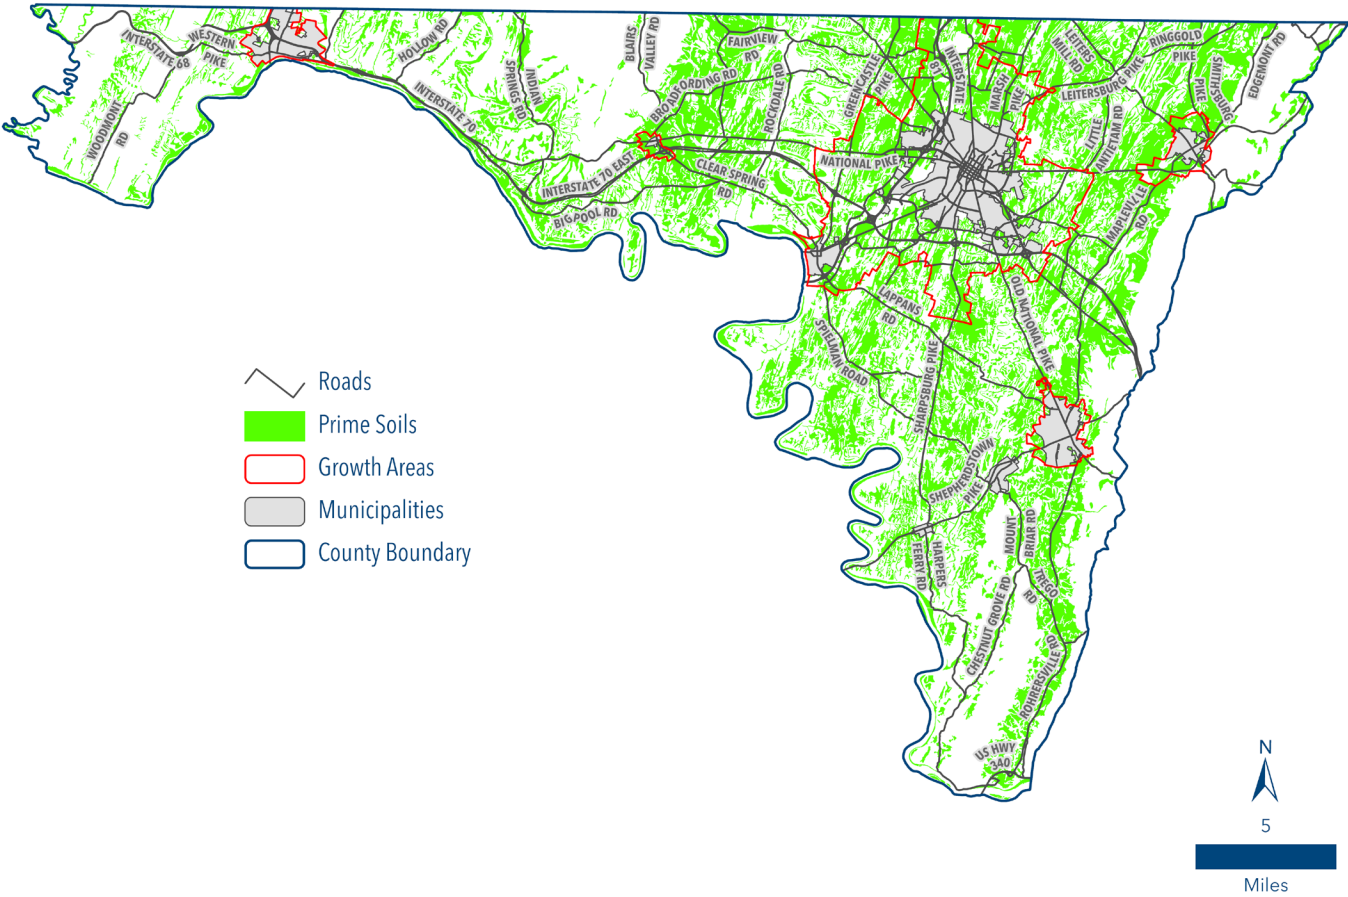 INTERSTATE 68
WESTERN
PIKE
WOODMONT
RD
HOLLOW RD
INTERSTATE 70
INDIAN
SPRINGS RD
BLAIRS
VALLEY RD
FAIRVIEW
RD
BROADFORDING RD
ROCKDALE RD
GREENCASTLE
PIKE
INTERSTATE
81
MARSH
PIKE
LEITERS
MILL RD
LEITERSBURG PIKE
RINGGOLD
PIKE
SMITHSBURG
PIKE
EDGEMONT RD
LITTLE
ANTIETAM RD
NATIONAL PIKE
INTERSTATE 70 EAST
CLEAR SPRING
RD
BIG POOL RD
MAPLEVILLE
RD
LAPPANS
RD
OLD NATIONAL PIKE
SPIELMAN ROAD
SHARPSBURG PIKE
SHEPHERDSTOWN
PIKE
HARPERS
FERRY RD
MOUNT
BRIAR RD
TREGO
RD
CHESTNUT GROVE RD
ROHRERSVILLE RD
US HWY
340
Roads
Prime Soils
Growth Areas
Municipalities
County Boundary
N
5
Miles